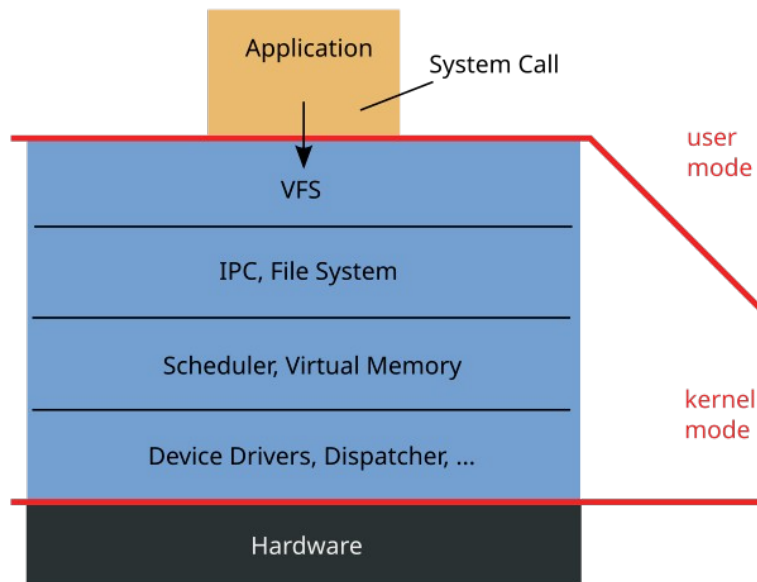 Application
System Call
user
mode
VFS
IPC, File System
Scheduler, Virtual Memory
kernel
mode
Device Drivers, Dispatcher, ...
Hardware